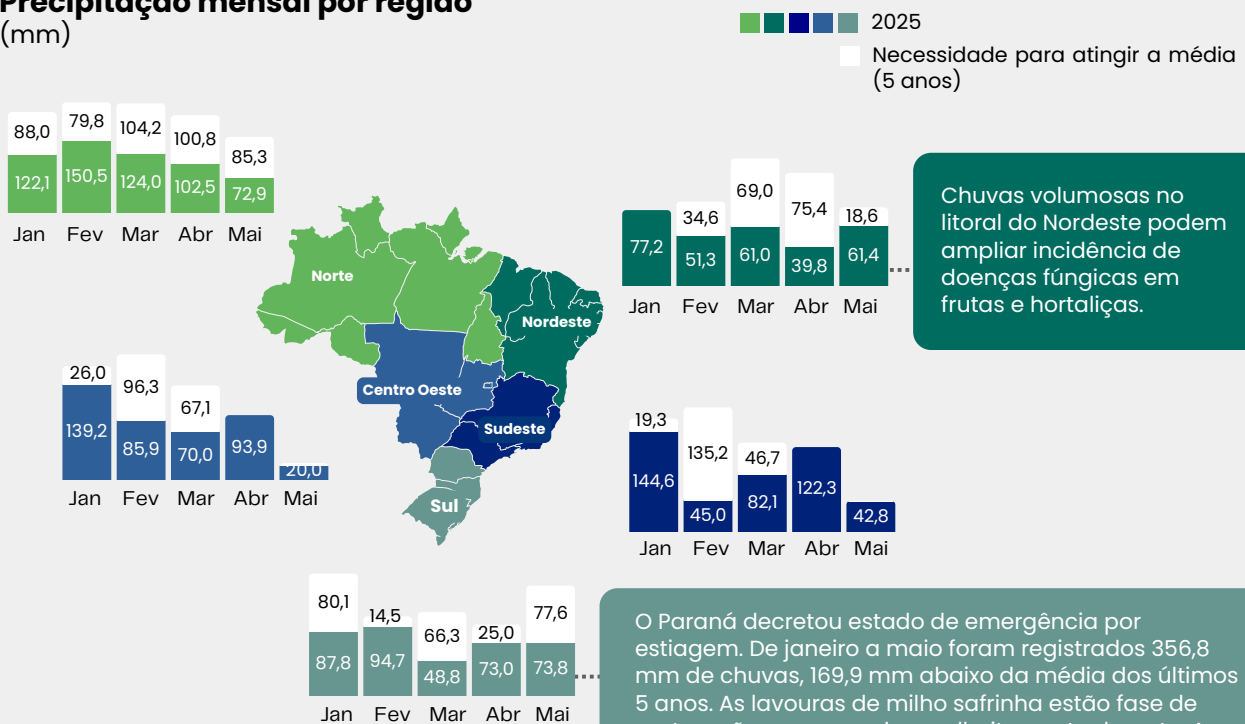 Precipitação mensal por região
(mm)
2025
Necessidade para atingir a média
(5 anos)
88,0 79,8 104,2 100,8 85,3
122,1 150,5 124,0 102,5 72,9
Jan Fev Mar Abr Mai
34,6 69,0 75,4 18,6
77,2 51,3 61,0 39,8 61,4
Jan Fev Mar Abr Mai
Chuvas volumosas no
litoral do Nordeste podem
ampliar incidência de
doenças fúngicas em
frutas e hortaliças.
Norte
Nordeste
Centro Oeste
Sudeste
Sul
26,0 96,3 67,1
139,2 85,9 70,0 93,9 20,0
Jan Fev Mar Abr Mai
19,3 135,2 46,7
144,6 45,0 82,1 122,3 42,8
Jan Fev Mar Abr Mai
80,1 14,5 66,3 25,0 77,6
87,8 94,7 48,8 73,0 73,8
Jan Fev Mar Abr Mai
O Paraná decretou estado de emergência por
estiagem. De janeiro a maio foram registrados 356,8
mm de chuvas, 169,9 mm abaixo da média dos últimos
5 anos. As lavouras de milho safrinha estão fase de